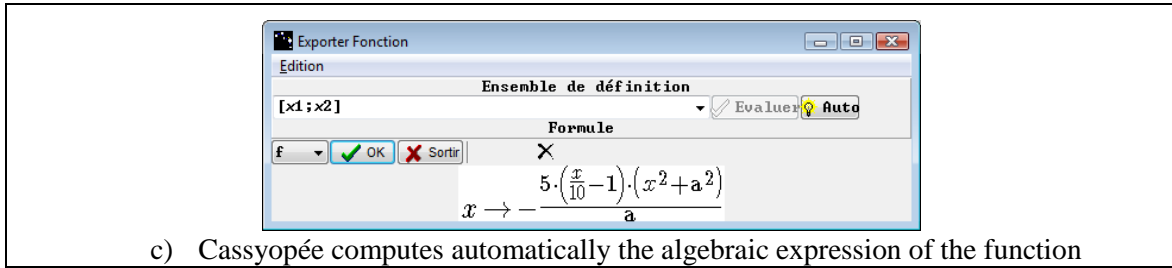 Exporter Fonction
Edition
Ensemble de définition
[x1;x2] Evaluer Auto
Formule
f OK Sortir
x → −5·(x/10−1)·(x²+a²)/a
c) Cassyopée computes automatically the algebraic expression of the function